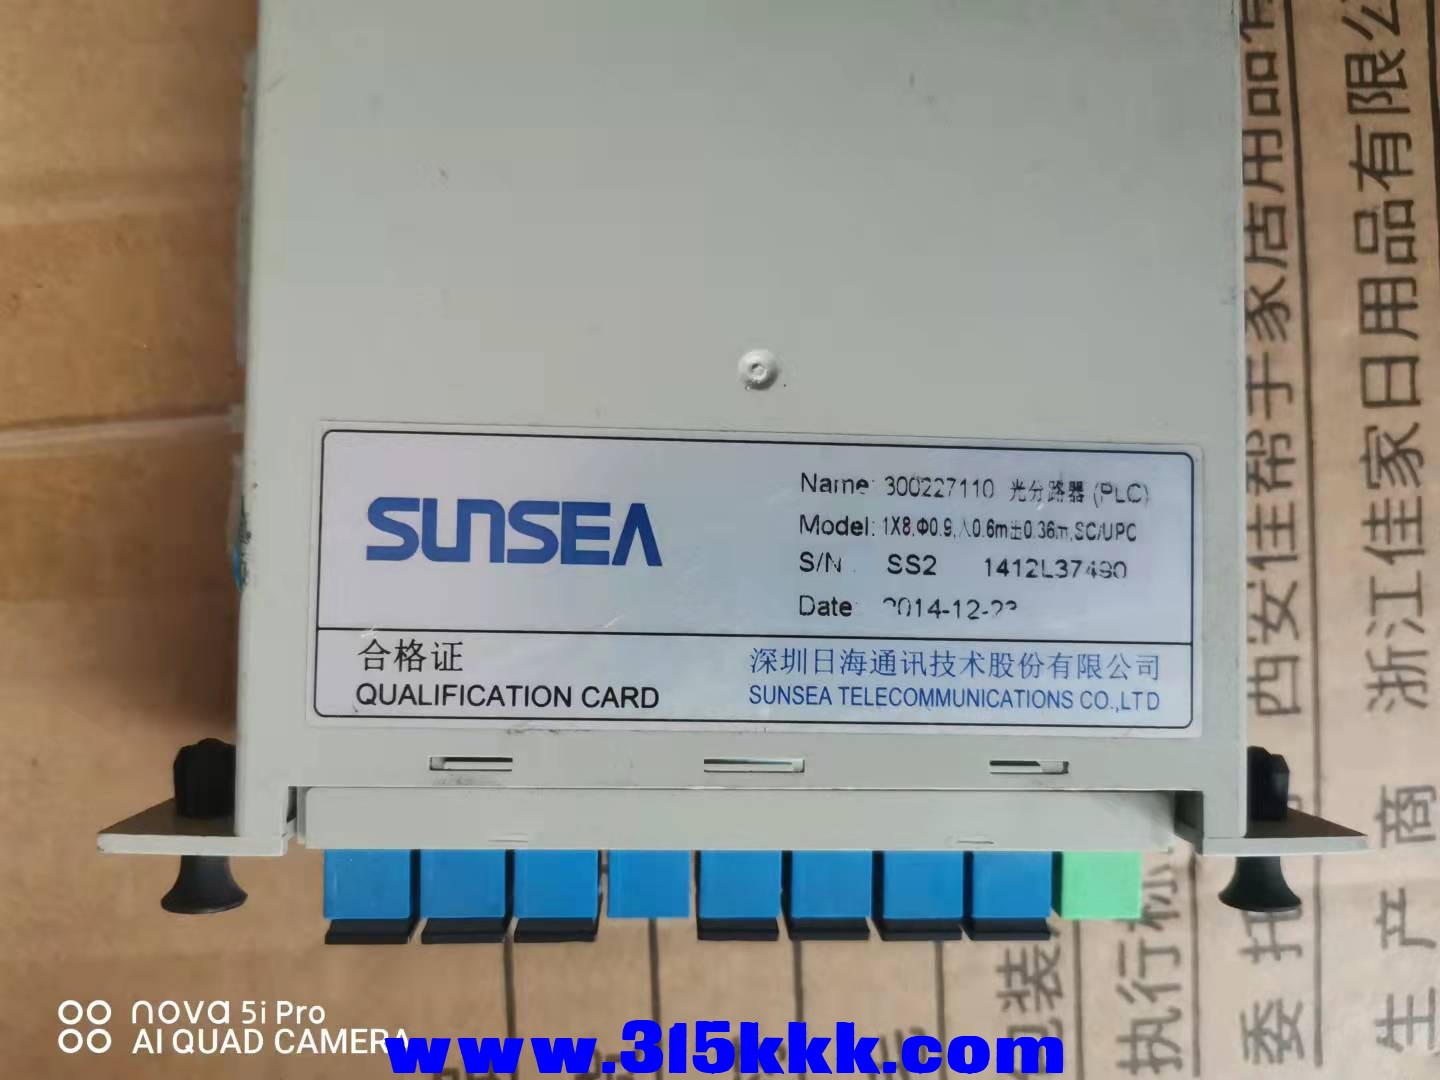 SUNSEA
Name: 300227110 光分路器 (PLC)
Model: 1X8,Φ0.9,入0.6m出0.36m,SC/UPC
S/N SS2 1412L37490
Date: 2014-12-23
合格证
QUALIFICATION CARD
深圳日海通讯技术股份有限公司
SUNSEA TELECOMMUNICATIONS CO.,LTD
西安佳帮手家居用品有
浙江佳家日用品有限公
生产商
委托
执行标
包装
nova 5i Pro
AI QUAD CAMERA
www.315kkk.com